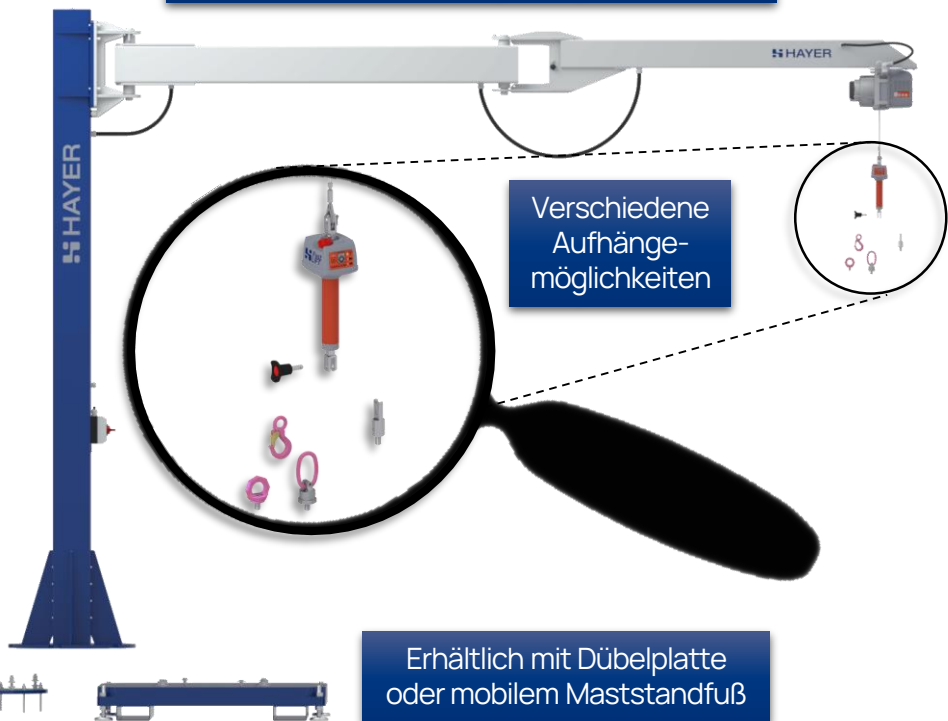 HAYER
HAYER
Verschiedene
Aufhänge-
möglichkeiten
Erhältlich mit Dübelplatte
oder mobilem Maststandfuß